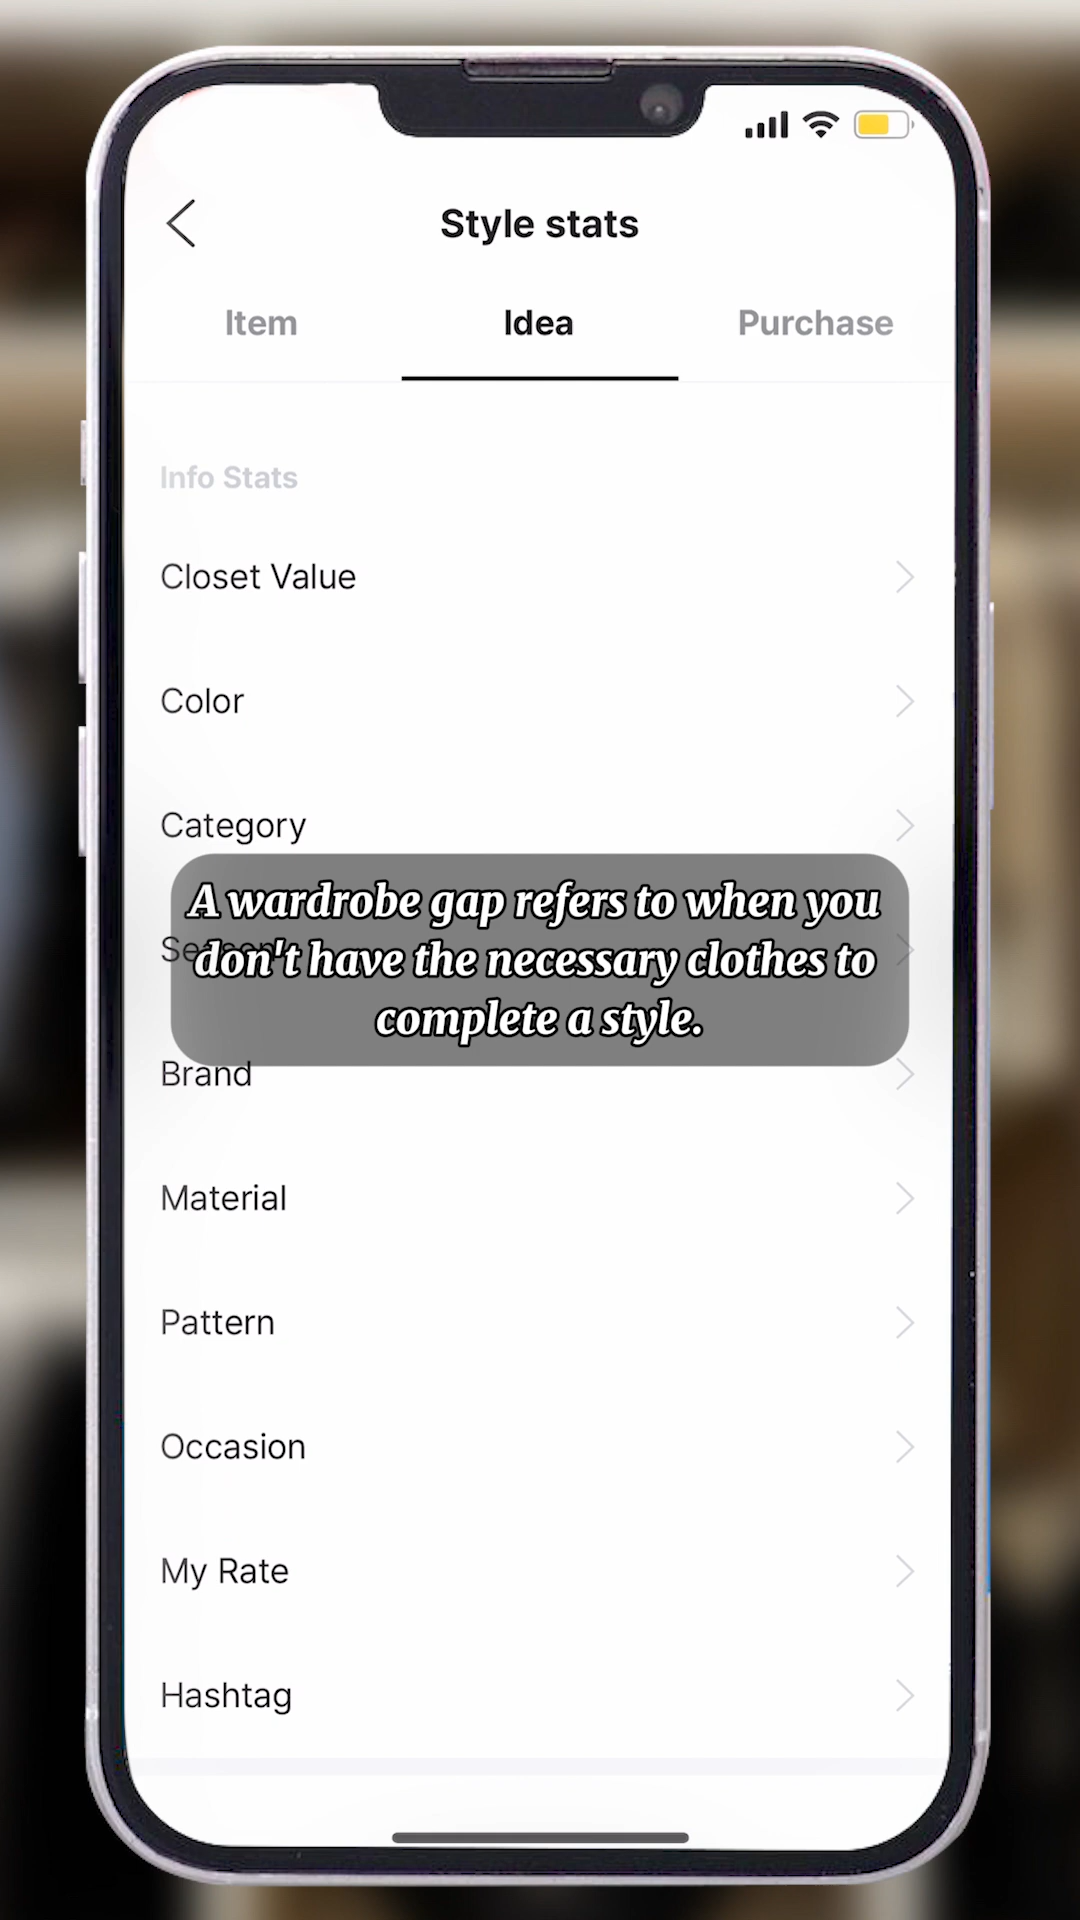 Style stats
Item
Idea
Purchase
Info Stats
Closet Value
Color
Category
A wardrobe gap refers to when you
don't have the necessary clothes to
complete a style.
Season
Brand
Material
Pattern
Occasion
My Rate
Hashtag